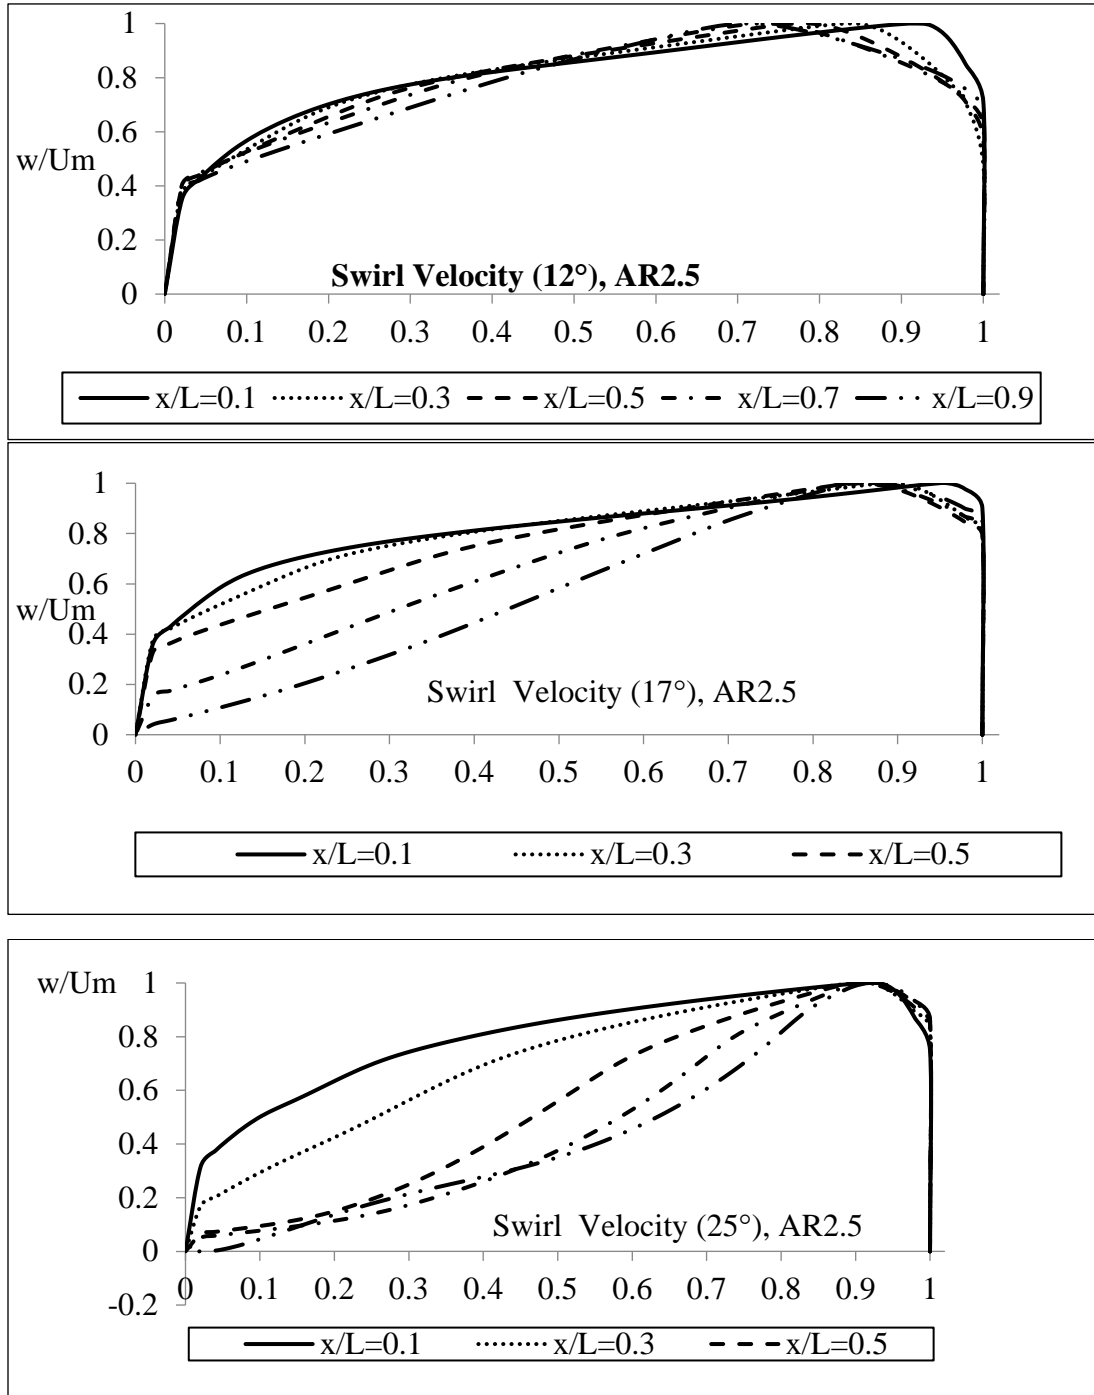 1
0.8
0.6
w/Um
0.4
0.2
Swirl Velocity (12°), AR2.5
0
0 0.1 0.2 0.3 0.4 0.5 0.6 0.7 0.8 0.9 1
x/L=0.1 x/L=0.3 x/L=0.5 x/L=0.7 x/L=0.9
1
0.8
0.6
w/Um
0.4
0.2
Swirl Velocity (17°), AR2.5
0
0 0.1 0.2 0.3 0.4 0.5 0.6 0.7 0.8 0.9 1
x/L=0.1 x/L=0.3 x/L=0.5
w/Um 1
0.8
0.6
0.4
0.2
Swirl Velocity (25°), AR2.5
0
0 0.1 0.2 0.3 0.4 0.5 0.6 0.7 0.8 0.9 1
-0.2
x/L=0.1 x/L=0.3 x/L=0.5